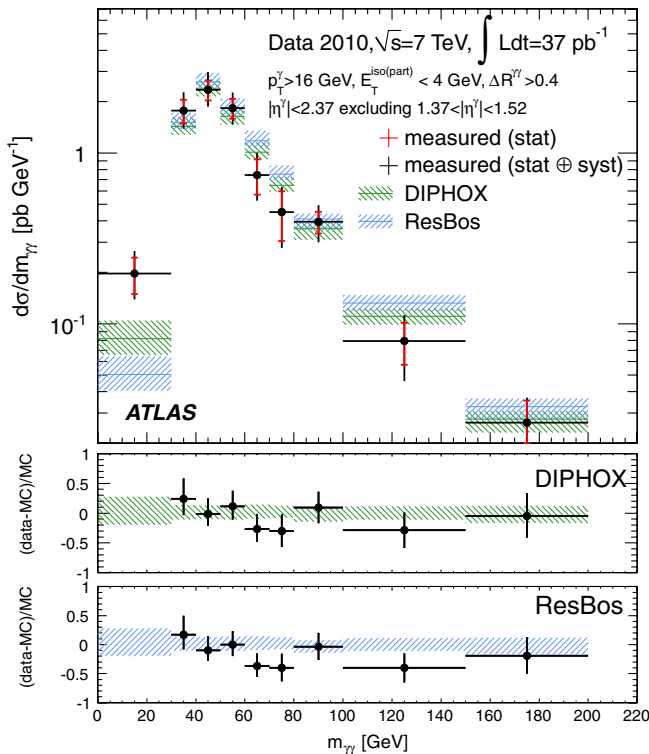 Data 2010, √s=7 TeV, ∫ Ldt=37 pb⁻¹
p_T^γ>16 GeV, E_T^iso(part) < 4 GeV, ΔR^γγ>0.4
|η^γ|<2.37 excluding 1.37<|η^γ|<1.52
measured (stat)
measured (stat ⊕ syst)
DIPHOX
ResBos
dσ/dm_γγ [pb GeV⁻¹]
1
10⁻¹
ATLAS
DIPHOX
(data-MC)/MC
1
0.5
0
-0.5
-1
ResBos
(data-MC)/MC
1
0.5
0
-0.5
-1
0 20 40 60 80 100 120 140 160 180 200 220
m_γγ [GeV]